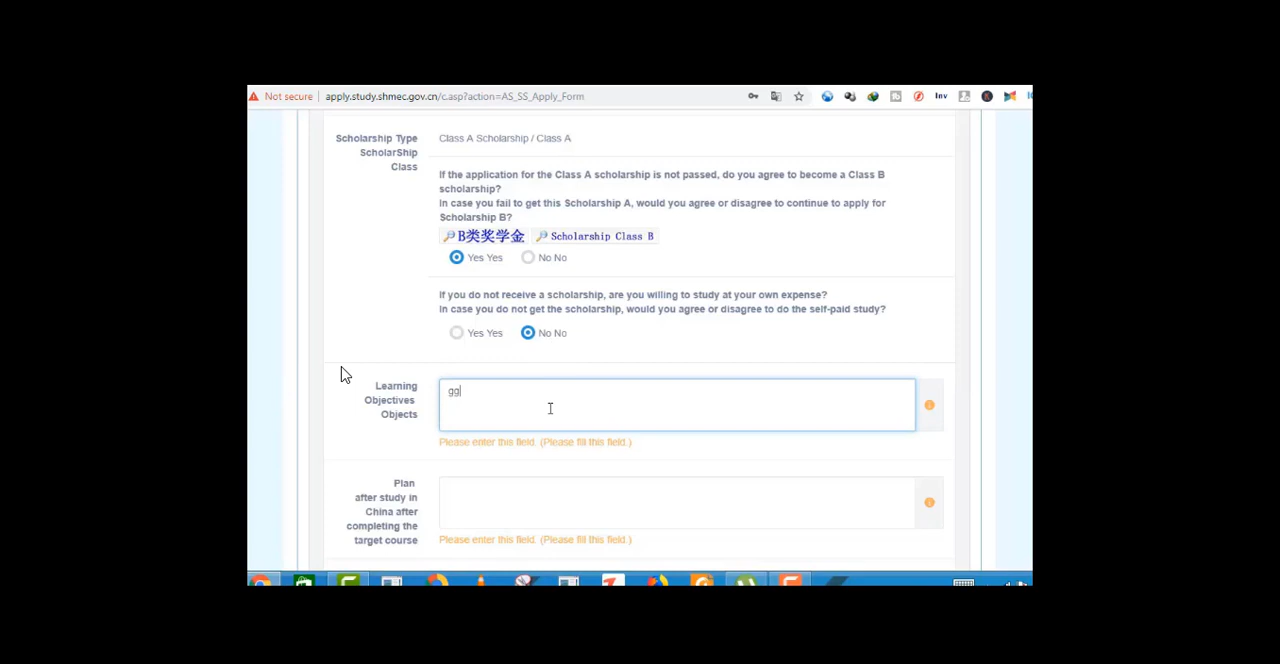 Not secure | apply.study.shmec.gov.cn/c.asp?action=AS_SS_Apply_Form
Inv
Scholarship Type
ScholarShip
Class
Class A Scholarship / Class A
If the application for the Class A scholarship is not passed, do you agree to become a Class B
scholarship?
In case you fail to get this Scholarship A, would you agree or disagree to continue to apply for
Scholarship B?
B类奖学金 Scholarship Class B
Yes Yes No No
If you do not receive a scholarship, are you willing to study at your own expense?
In case you do not get the scholarship, would you agree or disagree to do the self-paid study?
Yes Yes No No
Learning
Objectives
Objects
gg
Please enter this field. (Please fill this field.)
Plan
after study in
China after
completing the
target course
Please enter this field. (Please fill this field.)